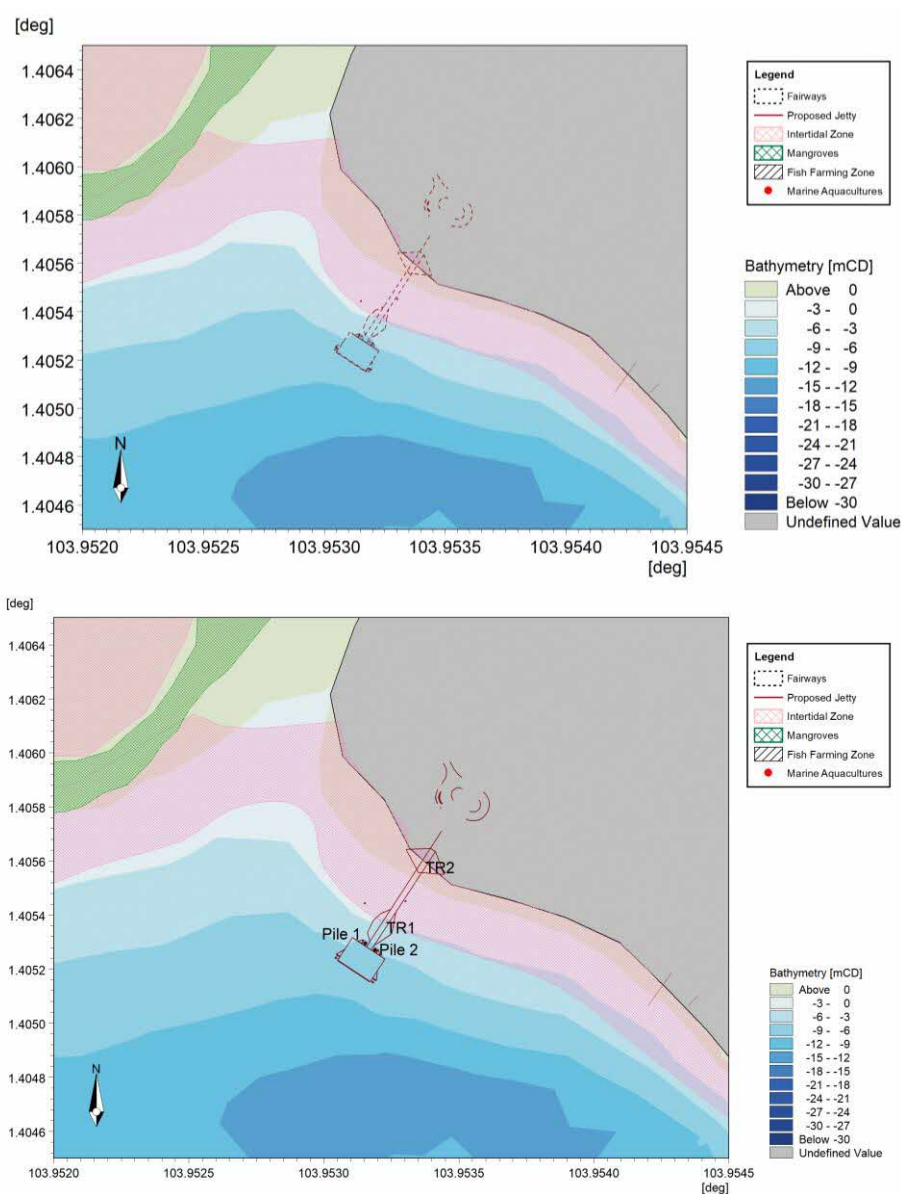 [deg]
1.4064
1.4062
1.4060
1.4058
1.4056
1.4054
1.4052
1.4050
1.4048
1.4046
N
103.9520
103.9525
103.9530
103.9535
103.9540
103.9545
[deg]
Legend
Fairways
Proposed Jetty
Intertidal Zone
Mangroves
Fish Farming Zone
Marine Aquacultures
Bathymetry [mCD]
Above 0
-3 - 0
-6 - -3
-9 - -6
-12 - -9
-15 - -12
-18 - -15
-21 - -18
-24 - -21
-27 - -24
-30 - -27
Below -30
Undefined Value
[deg]
1.4064
1.4062
1.4060
1.4058
1.4056
1.4054
1.4052
1.4050
1.4048
1.4046
TR2
TR1
Pile 1
Pile 2
N
103.9520
103.9525
103.9530
103.9535
103.9540
103.9545
[deg]
Legend
Fairways
Proposed Jetty
Intertidal Zone
Mangroves
Fish Farming Zone
Marine Aquacultures
Bathymetry [mCD]
Above 0
-3 - 0
-6 - -3
-9 - -6
-12 - -9
-15 - -12
-18 - -15
-21 - -18
-24 - -21
-27 - -24
-30 - -27
Below -30
Undefined Value